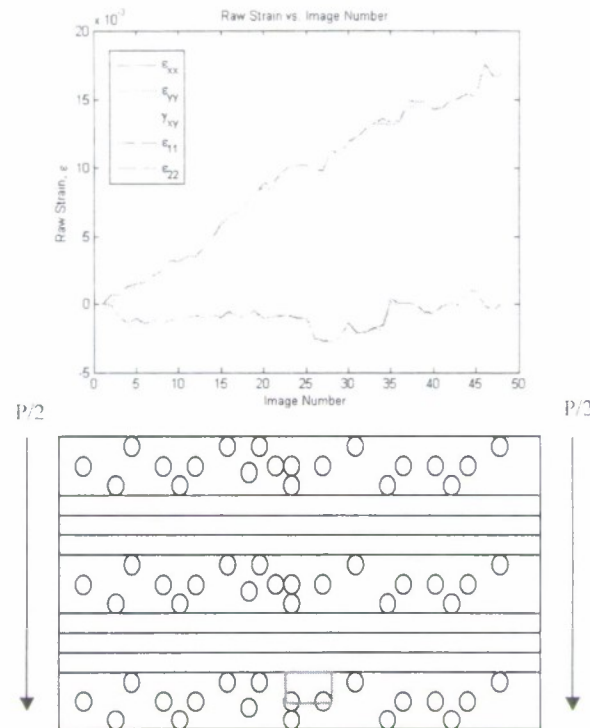 Raw Strain vs. Image Number
x 10⁻³
20
15
10
5
0
-5
Raw Strain, ε
ε_xx
ε_yy
γ_xy
ε_11
ε_22
0 5 10 15 20 25 30 35 40 45 50
Image Number
P/2 P/2